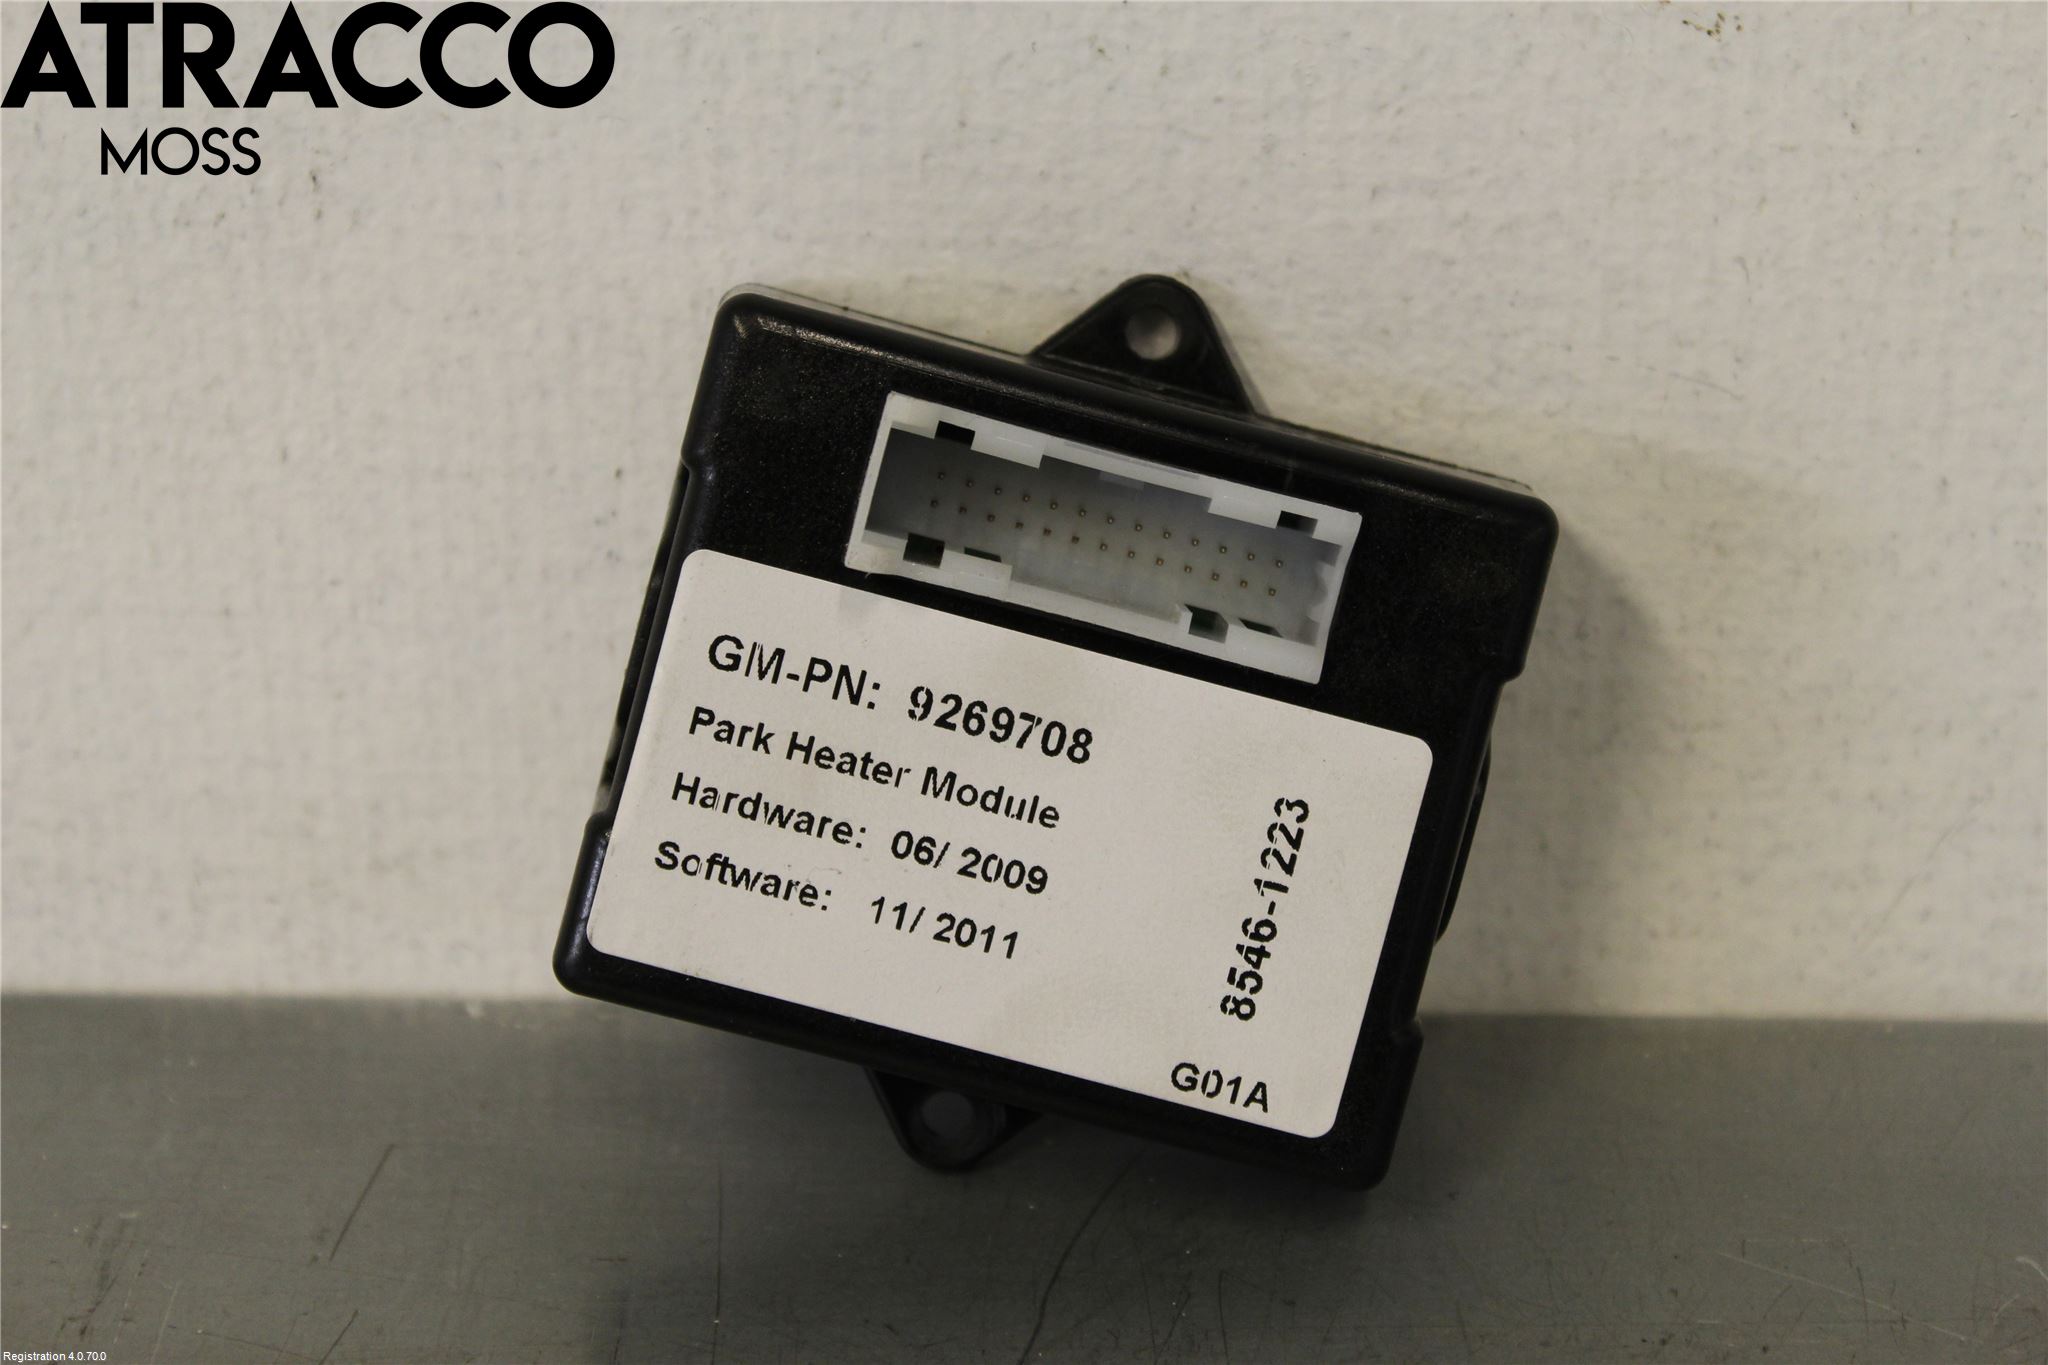 ATRACCO
MOSS
GM-PN: 9269708
Park Heater Module
Hardware: 06/ 2009
Software: 11/ 2011
8546-1223
G01A
Registration 4.0.70.0